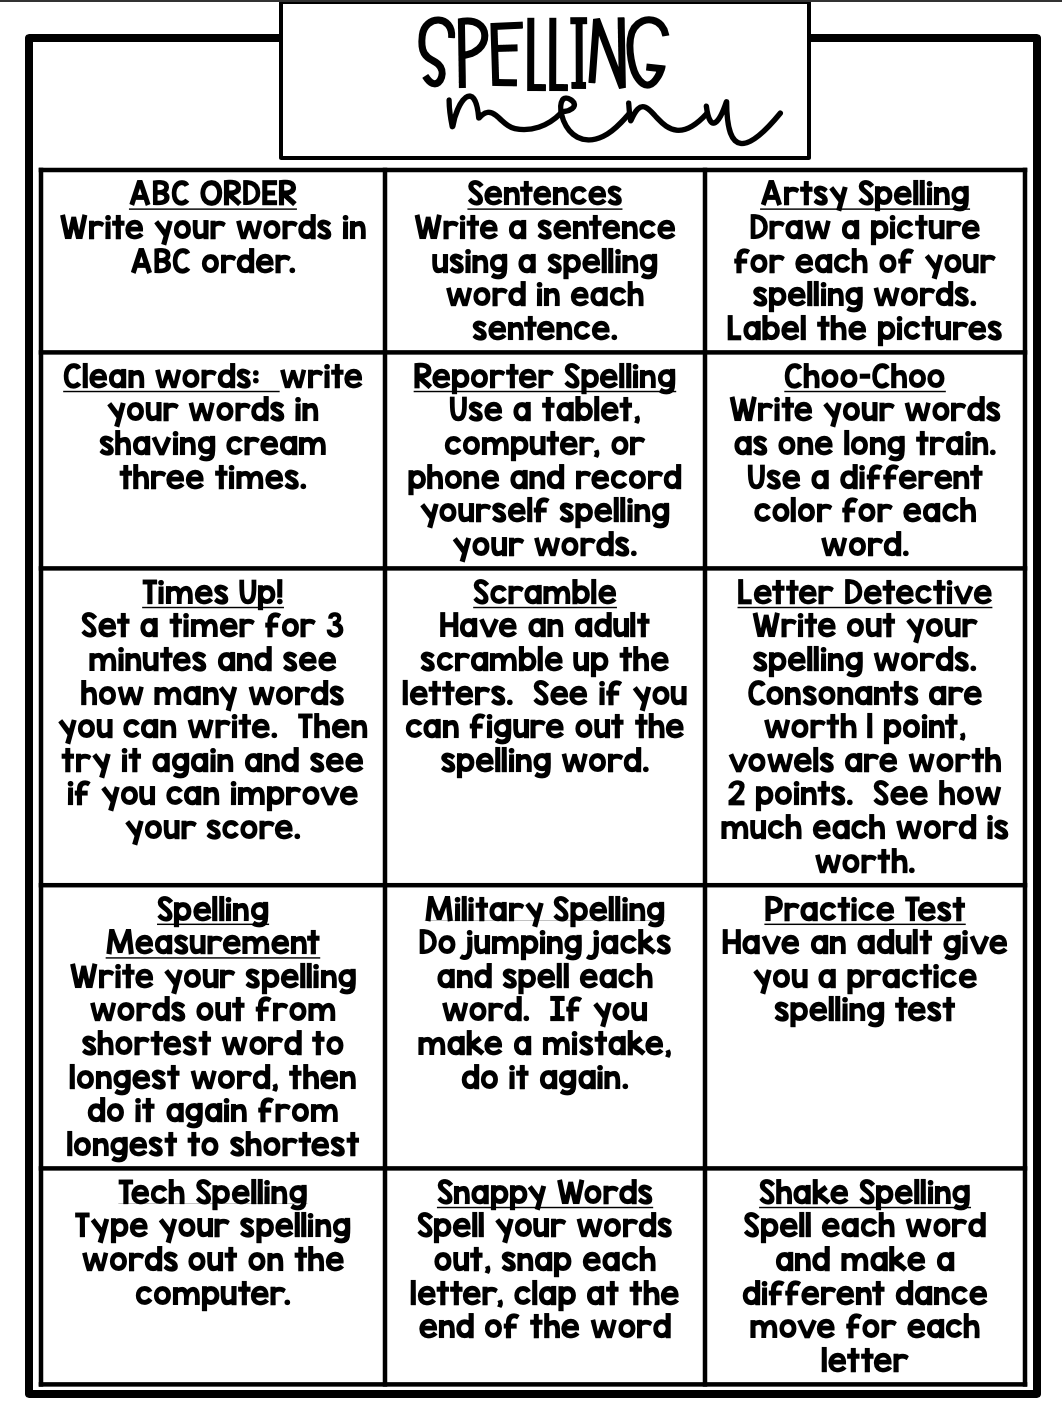 SPELLING
menu
ABC ORDER
Write your words in
ABC order.
Sentences
Write a sentence
using a spelling
word in each
sentence.
Artsy Spelling
Draw a picture
for each of your
spelling words.
Label the pictures
Clean words:  write
your words in
shaving cream
three times.
Reporter Spelling
Use a tablet,
computer, or
phone and record
yourself spelling
your words.
Choo-Choo
Write your words
as one long train.
Use a different
color for each
word.
Times Up!
Set a timer for 3
minutes and see
how many words
you can write.  Then
try it again and see
if you can improve
your score.
Scramble
Have an adult
scramble up the
letters.  See if you
can figure out the
spelling word.
Letter Detective
Write out your
spelling words.
Consonants are
worth 1 point,
vowels are worth
2 points.  See how
much each word is
worth.
Spelling
Measurement
Write your spelling
words out from
shortest word to
longest word, then
do it again from
longest to shortest
Military Spelling
Do jumping jacks
and spell each
word.  If you
make a mistake,
do it again.
Practice Test
Have an adult give
you a practice
spelling test
Tech Spelling
Type your spelling
words out on the
computer.
Snappy Words
Spell your words
out, snap each
letter, clap at the
end of the word
Shake Spelling
Spell each word
and make a
different dance
move for each
letter